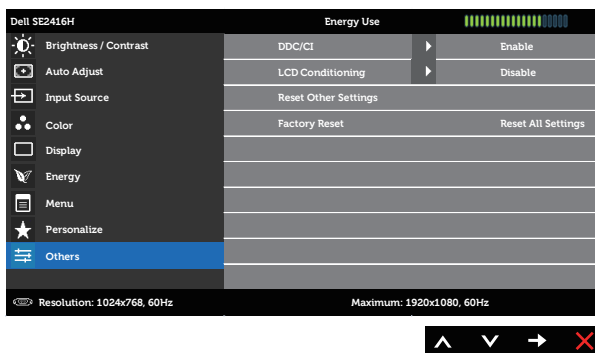 Dell SE2416H Energy Use
Brightness / Contrast DDC/CI Enable
Auto Adjust LCD Conditioning Disable
Input Source Reset Other Settings
Color Factory Reset Reset All Settings
Display
Energy
Menu
Personalize
Others
Resolution: 1024x768, 60Hz Maximum: 1920x1080, 60Hz